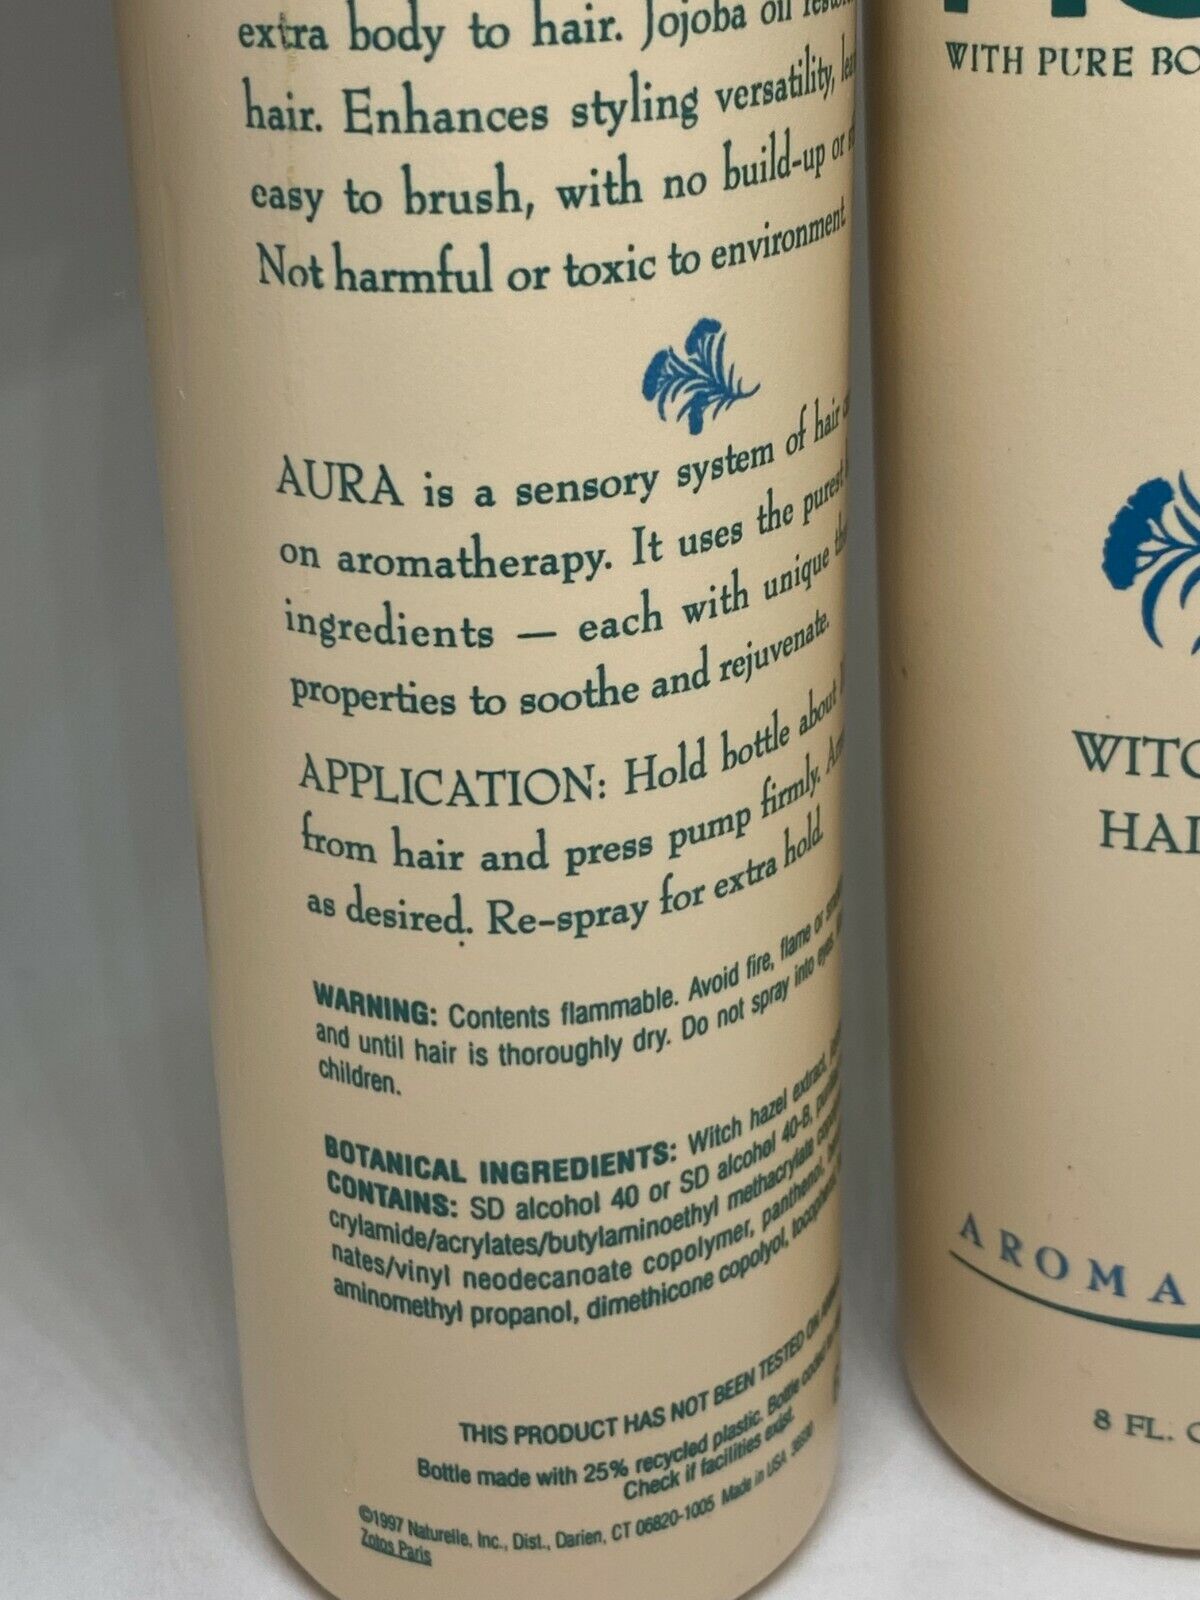 extra body to hair. Jojoba oil
hair. Enhances styling versatility,
easy to brush, with no build-up or
Not harmful or toxic to environment.
AURA is a sensory system of hair
on aromatherapy. It uses the purest
ingredients — each with unique
properties to soothe and rejuvenate.
APPLICATION: Hold bottle about
from hair and press pump firmly.
as desired. Re-spray for extra hold.
WARNING: Contents flammable. Avoid fire, flame or
and until hair is thoroughly dry. Do not spray into eyes.
children.
BOTANICAL INGREDIENTS: Witch hazel extract,
CONTAINS: SD alcohol 40 or SD alcohol 40-B,
crylamide/acrylates/butylaminoethyl methacrylate
nates/vinyl neodecanoate copolymer, panthenol,
aminomethyl propanol, dimethicone copolyol,
THIS PRODUCT HAS NOT BEEN TESTED ON
Bottle made with 25% recycled plastic. Bottle
Check if facilities exist.
©1997 Naturelle, Inc., Dist., Darien, CT 06820-1005 Made in USA
Zotos Paris
WITH PURE BO
WITC
HAI
AROMA
8 FL.